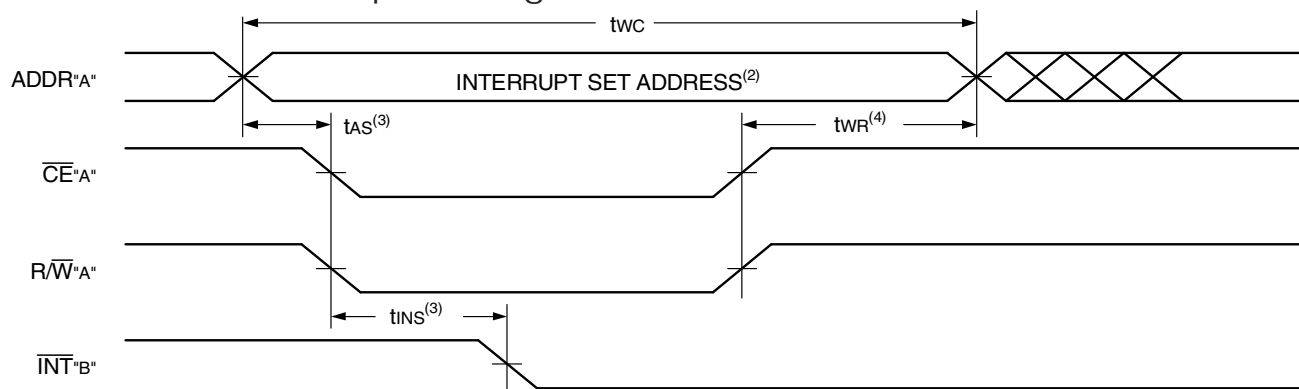 tWC
ADDR"A"
INTERRUPT SET ADDRESS(2)
tAS(3)
tWR(4)
CE"A"
R/W"A"
tINS(3)
INT"B"